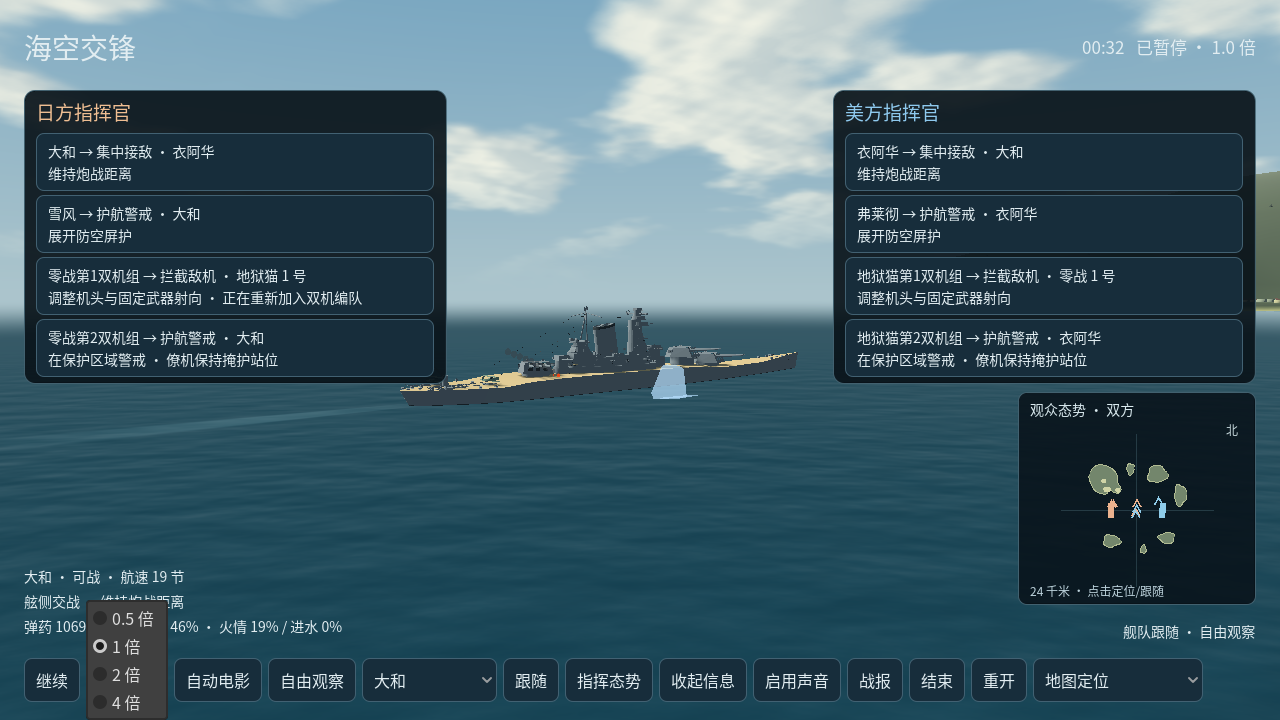 海空交锋
00:32 已暂停 · 1.0 倍
日方指挥官
大和 → 集中接敌 · 衣阿华
维持炮战距离
雪风 → 护航警戒 · 大和
展开防空屏护
零战第1双机组 → 拦截敌机 · 地狱猫 1 号
调整机头与固定武器射向 · 正在重新加入双机编队
零战第2双机组 → 护航警戒 · 大和
在保护区域警戒 · 僚机保持掩护站位
美方指挥官
衣阿华 → 集中接敌 · 大和
维持炮战距离
弗莱彻 → 护航警戒 · 衣阿华
展开防空屏护
地狱猫第1双机组 → 拦截敌机 · 零战 1 号
调整机头与固定武器射向
地狱猫第2双机组 → 护航警戒 · 衣阿华
在保护区域警戒 · 僚机保持掩护站位
观众态势 · 双方
北
24 千米 · 点击定位/跟随
大和 · 可战 · 航速 19 节
舷侧交战 · 维持炮战距离
弹药 1069 46% · 火情 19% / 进水 0%
舰队跟随 · 自由观察
0.5 倍
1 倍
2 倍
4 倍
继续
自动电影
自由观察
大和
跟随
指挥态势
收起信息
启用声音
战报
结束
重开
地图定位